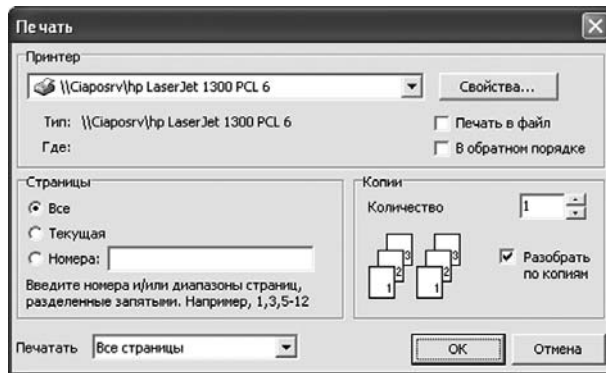 Печать
Принтер
\\Ciaposrv\hp LaserJet 1300 PCL 6
Свойства...
Тип: \\Ciaposrv\hp LaserJet 1300 PCL 6
Где:
Печать в файл
В обратном порядке
Страницы
Все
Текущая
Номера:
Введите номера и/или диапазоны страниц,
разделенные запятыми. Например, 1,3,5-12
Копии
Количество
1
1 2 3
1 2 3
Разобрать
по копиям
Печатать
Все страницы
ОК
Отмена